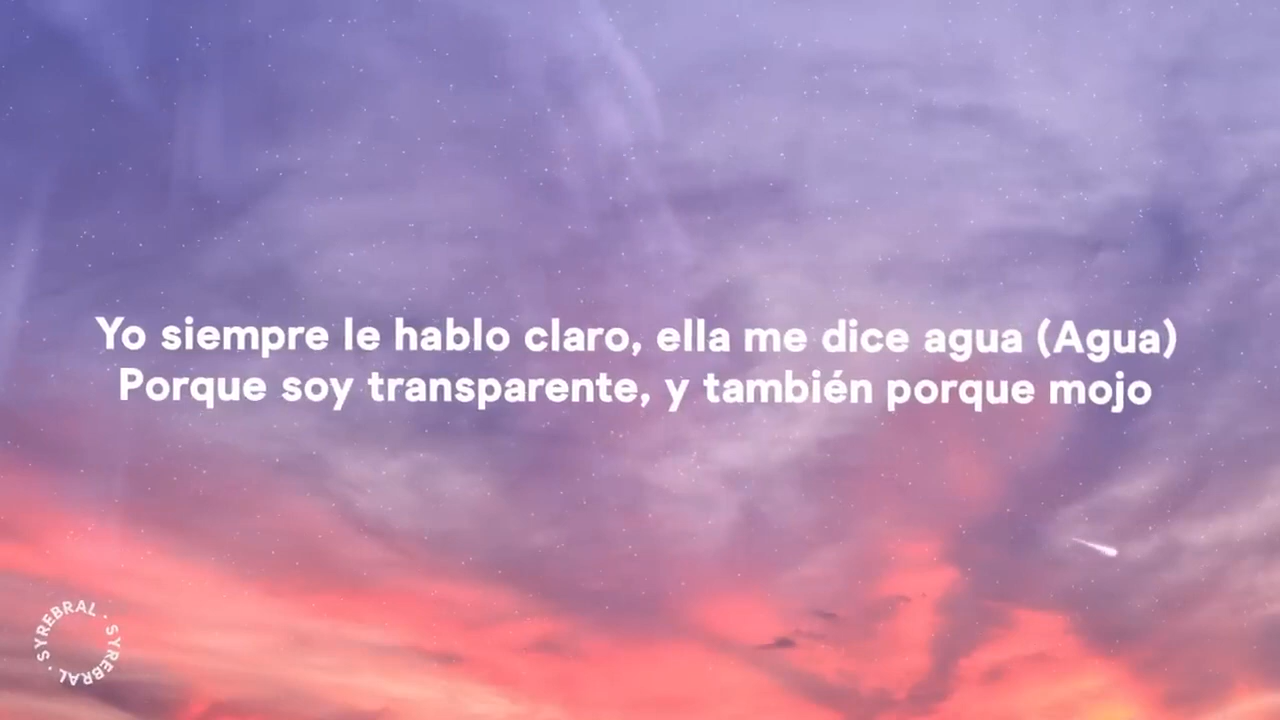 Yo siempre le hablo claro, ella me dice agua (Agua)
Porque soy transparente, y también porque mojo
SYREBRAL · SYREBRAL ·